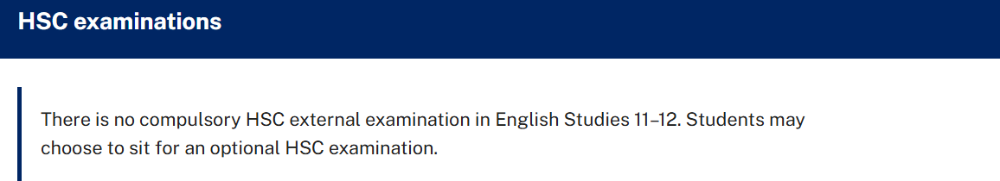 HSC examinations
There is no compulsory HSC external examination in English Studies 11–12. Students may
choose to sit for an optional HSC examination.